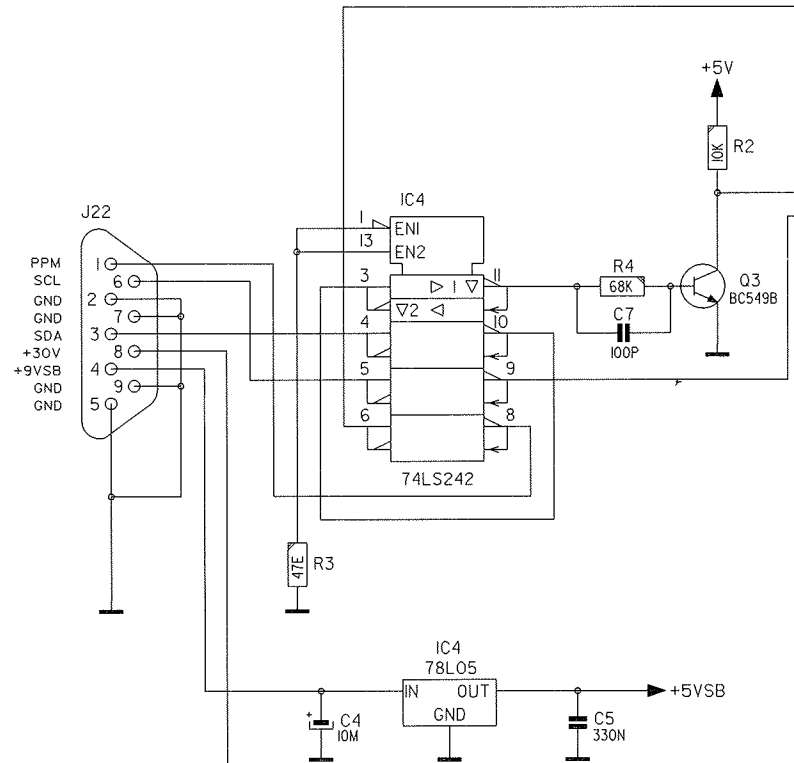 +5V
R2
10K
IC4
J22
1
EN1
13
EN2
PPM
1
SCL
6
GND
2
GND
7
SDA
3
+30V
8
+9VSB
4
GND
9
GND
5
3
1
11
2
4
10
5
9
6
8
74LS242
R4
68K
C7
100P
Q3
BC549B
47E
R3
IC4
78L05
IN
OUT
GND
+5VSB
+
C4
10M
C5
330N